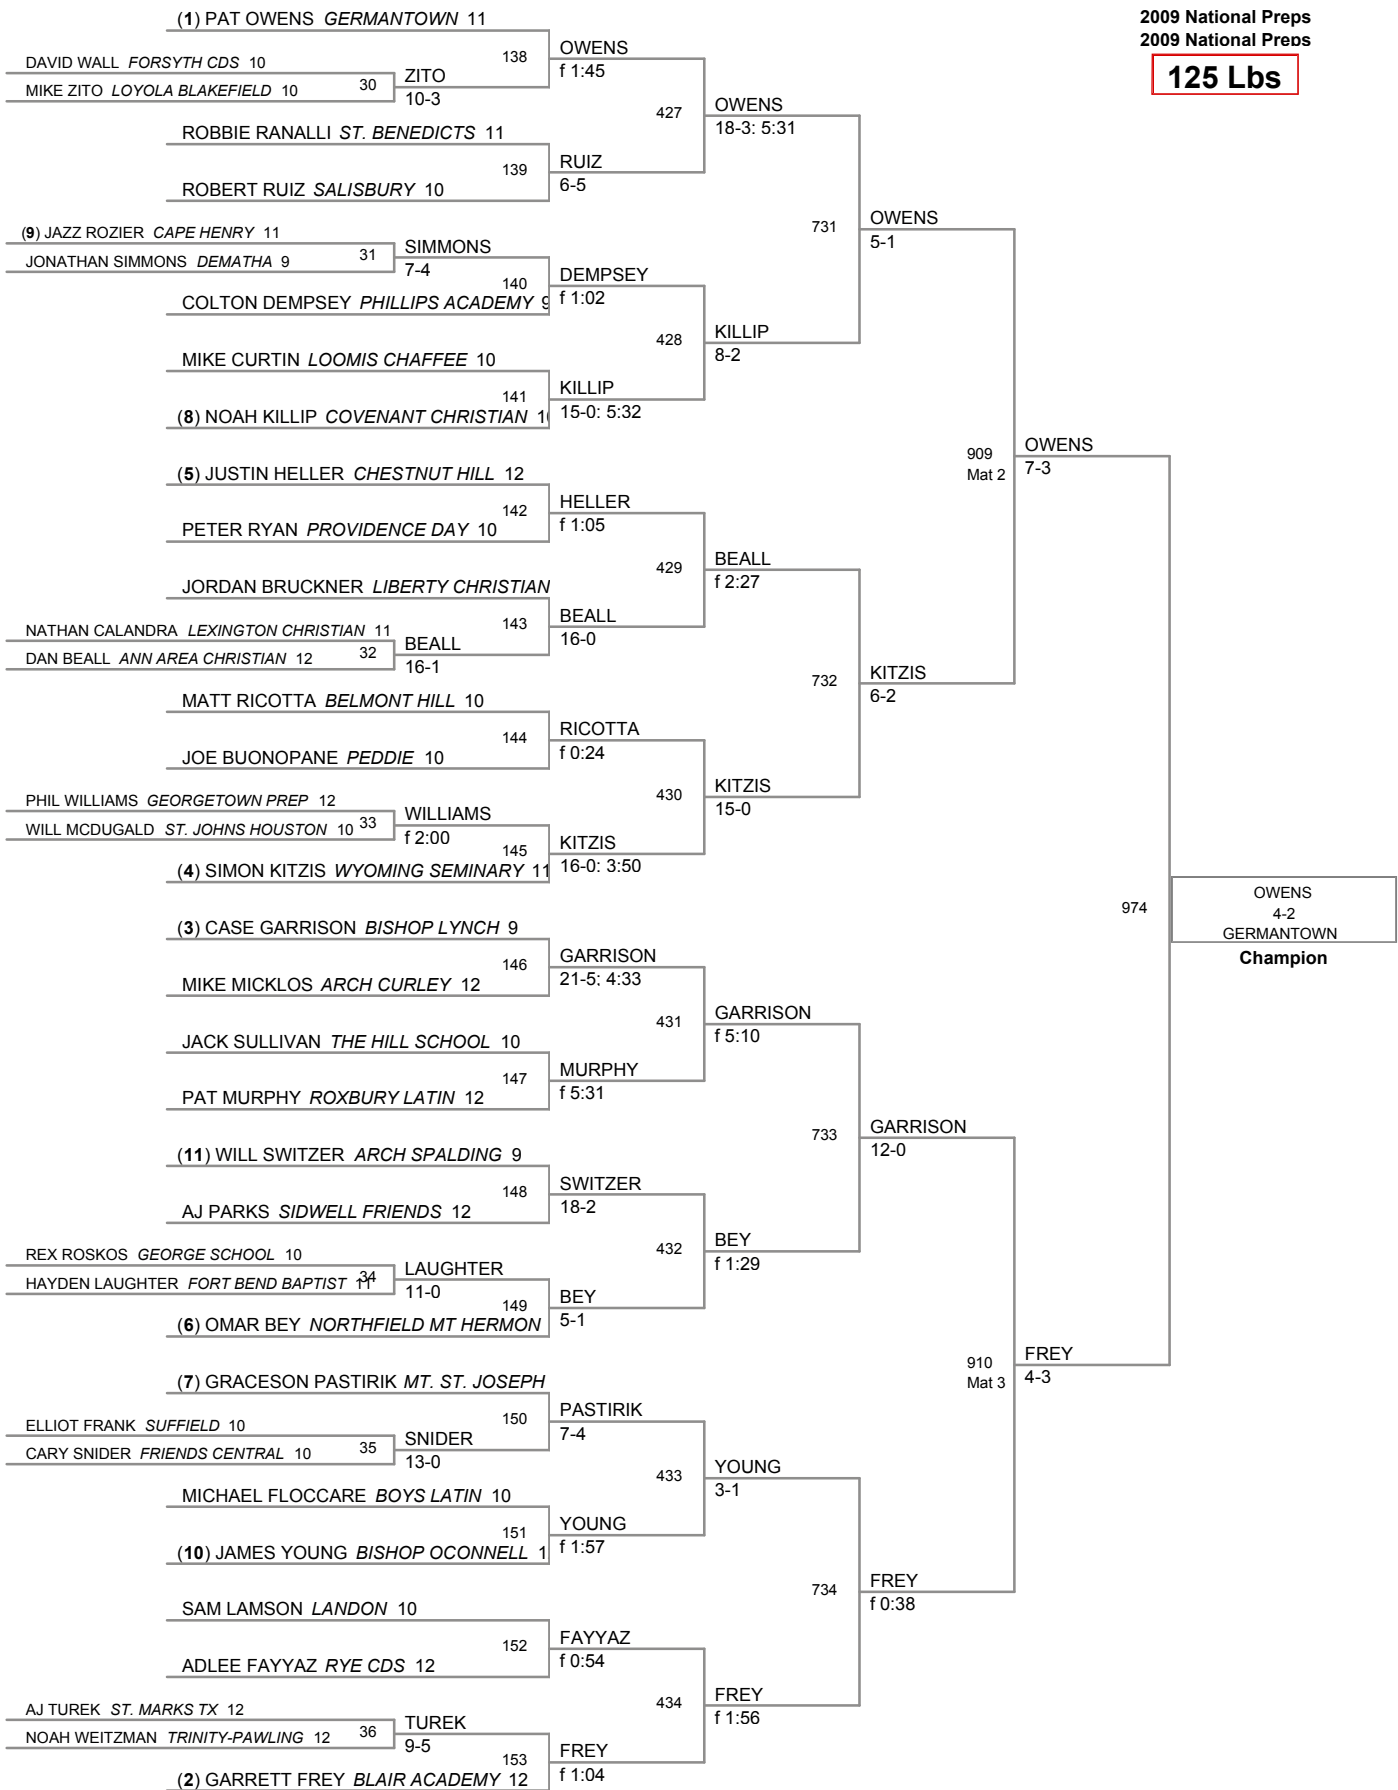 2009 National Preps
2009 National Preps
125 Lbs
(1) PAT OWENS GERMANTOWN 11
138
OWENS
f 1:45
DAVID WALL FORSYTH CDS 10
30
ZITO
10-3
MIKE ZITO LOYOLA BLAKEFIELD 10
427
OWENS
18-3: 5:31
ROBBIE RANALLI ST. BENEDICTS 11
139
RUIZ
6-5
ROBERT RUIZ SALISBURY 10
731
OWENS
5-1
(9) JAZZ ROZIER CAPE HENRY 11
31
SIMMONS
7-4
JONATHAN SIMMONS DEMATHA 9
140
DEMPSEY
f 1:02
COLTON DEMPSEY PHILLIPS ACADEMY 9
428
KILLIP
8-2
MIKE CURTIN LOOMIS CHAFFEE 10
141
KILLIP
15-0: 5:32
(8) NOAH KILLIP COVENANT CHRISTIAN 10
909
Mat 2
OWENS
7-3
(5) JUSTIN HELLER CHESTNUT HILL 12
142
HELLER
f 1:05
PETER RYAN PROVIDENCE DAY 10
429
BEALL
f 2:27
JORDAN BRUCKNER LIBERTY CHRISTIAN
143
BEALL
16-0
NATHAN CALANDRA LEXINGTON CHRISTIAN 11
32
BEALL
16-1
DAN BEALL ANN AREA CHRISTIAN 12
732
KITZIS
6-2
MATT RICOTTA BELMONT HILL 10
144
RICOTTA
f 0:24
JOE BUONOPANE PEDDIE 10
430
KITZIS
15-0
PHIL WILLIAMS GEORGETOWN PREP 12
33
WILLIAMS
f 2:00
WILL MCDUGALD ST. JOHNS HOUSTON 10
145
KITZIS
16-0: 3:50
(4) SIMON KITZIS WYOMING SEMINARY 11
974
OWENS
4-2
GERMANTOWN
Champion
(3) CASE GARRISON BISHOP LYNCH 9
146
GARRISON
21-5: 4:33
MIKE MICKLOS ARCH CURLEY 12
431
GARRISON
f 5:10
JACK SULLIVAN THE HILL SCHOOL 10
147
MURPHY
f 5:31
PAT MURPHY ROXBURY LATIN 12
733
GARRISON
12-0
(11) WILL SWITZER ARCH SPALDING 9
148
SWITZER
18-2
AJ PARKS SIDWELL FRIENDS 12
432
BEY
f 1:29
REX ROSKOS GEORGE SCHOOL 10
34
LAUGHTER
11-0
HAYDEN LAUGHTER FORT BEND BAPTIST 11
149
BEY
5-1
(6) OMAR BEY NORTHFIELD MT HERMON
910
Mat 3
FREY
4-3
(7) GRACESON PASTIRIK MT. ST. JOSEPH
150
PASTIRIK
7-4
ELLIOT FRANK SUFFIELD 10
35
SNIDER
13-0
CARY SNIDER FRIENDS CENTRAL 10
433
YOUNG
3-1
MICHAEL FLOCCARE BOYS LATIN 10
151
YOUNG
f 1:57
(10) JAMES YOUNG BISHOP OCONNELL 1
734
FREY
f 0:38
SAM LAMSON LANDON 10
152
FAYYAZ
f 0:54
ADLEE FAYYAZ RYE CDS 12
434
FREY
f 1:56
AJ TUREK ST. MARKS TX 12
36
TUREK
9-5
NOAH WEITZMAN TRINITY-PAWLING 12
153
FREY
f 1:04
(2) GARRETT FREY BLAIR ACADEMY 12